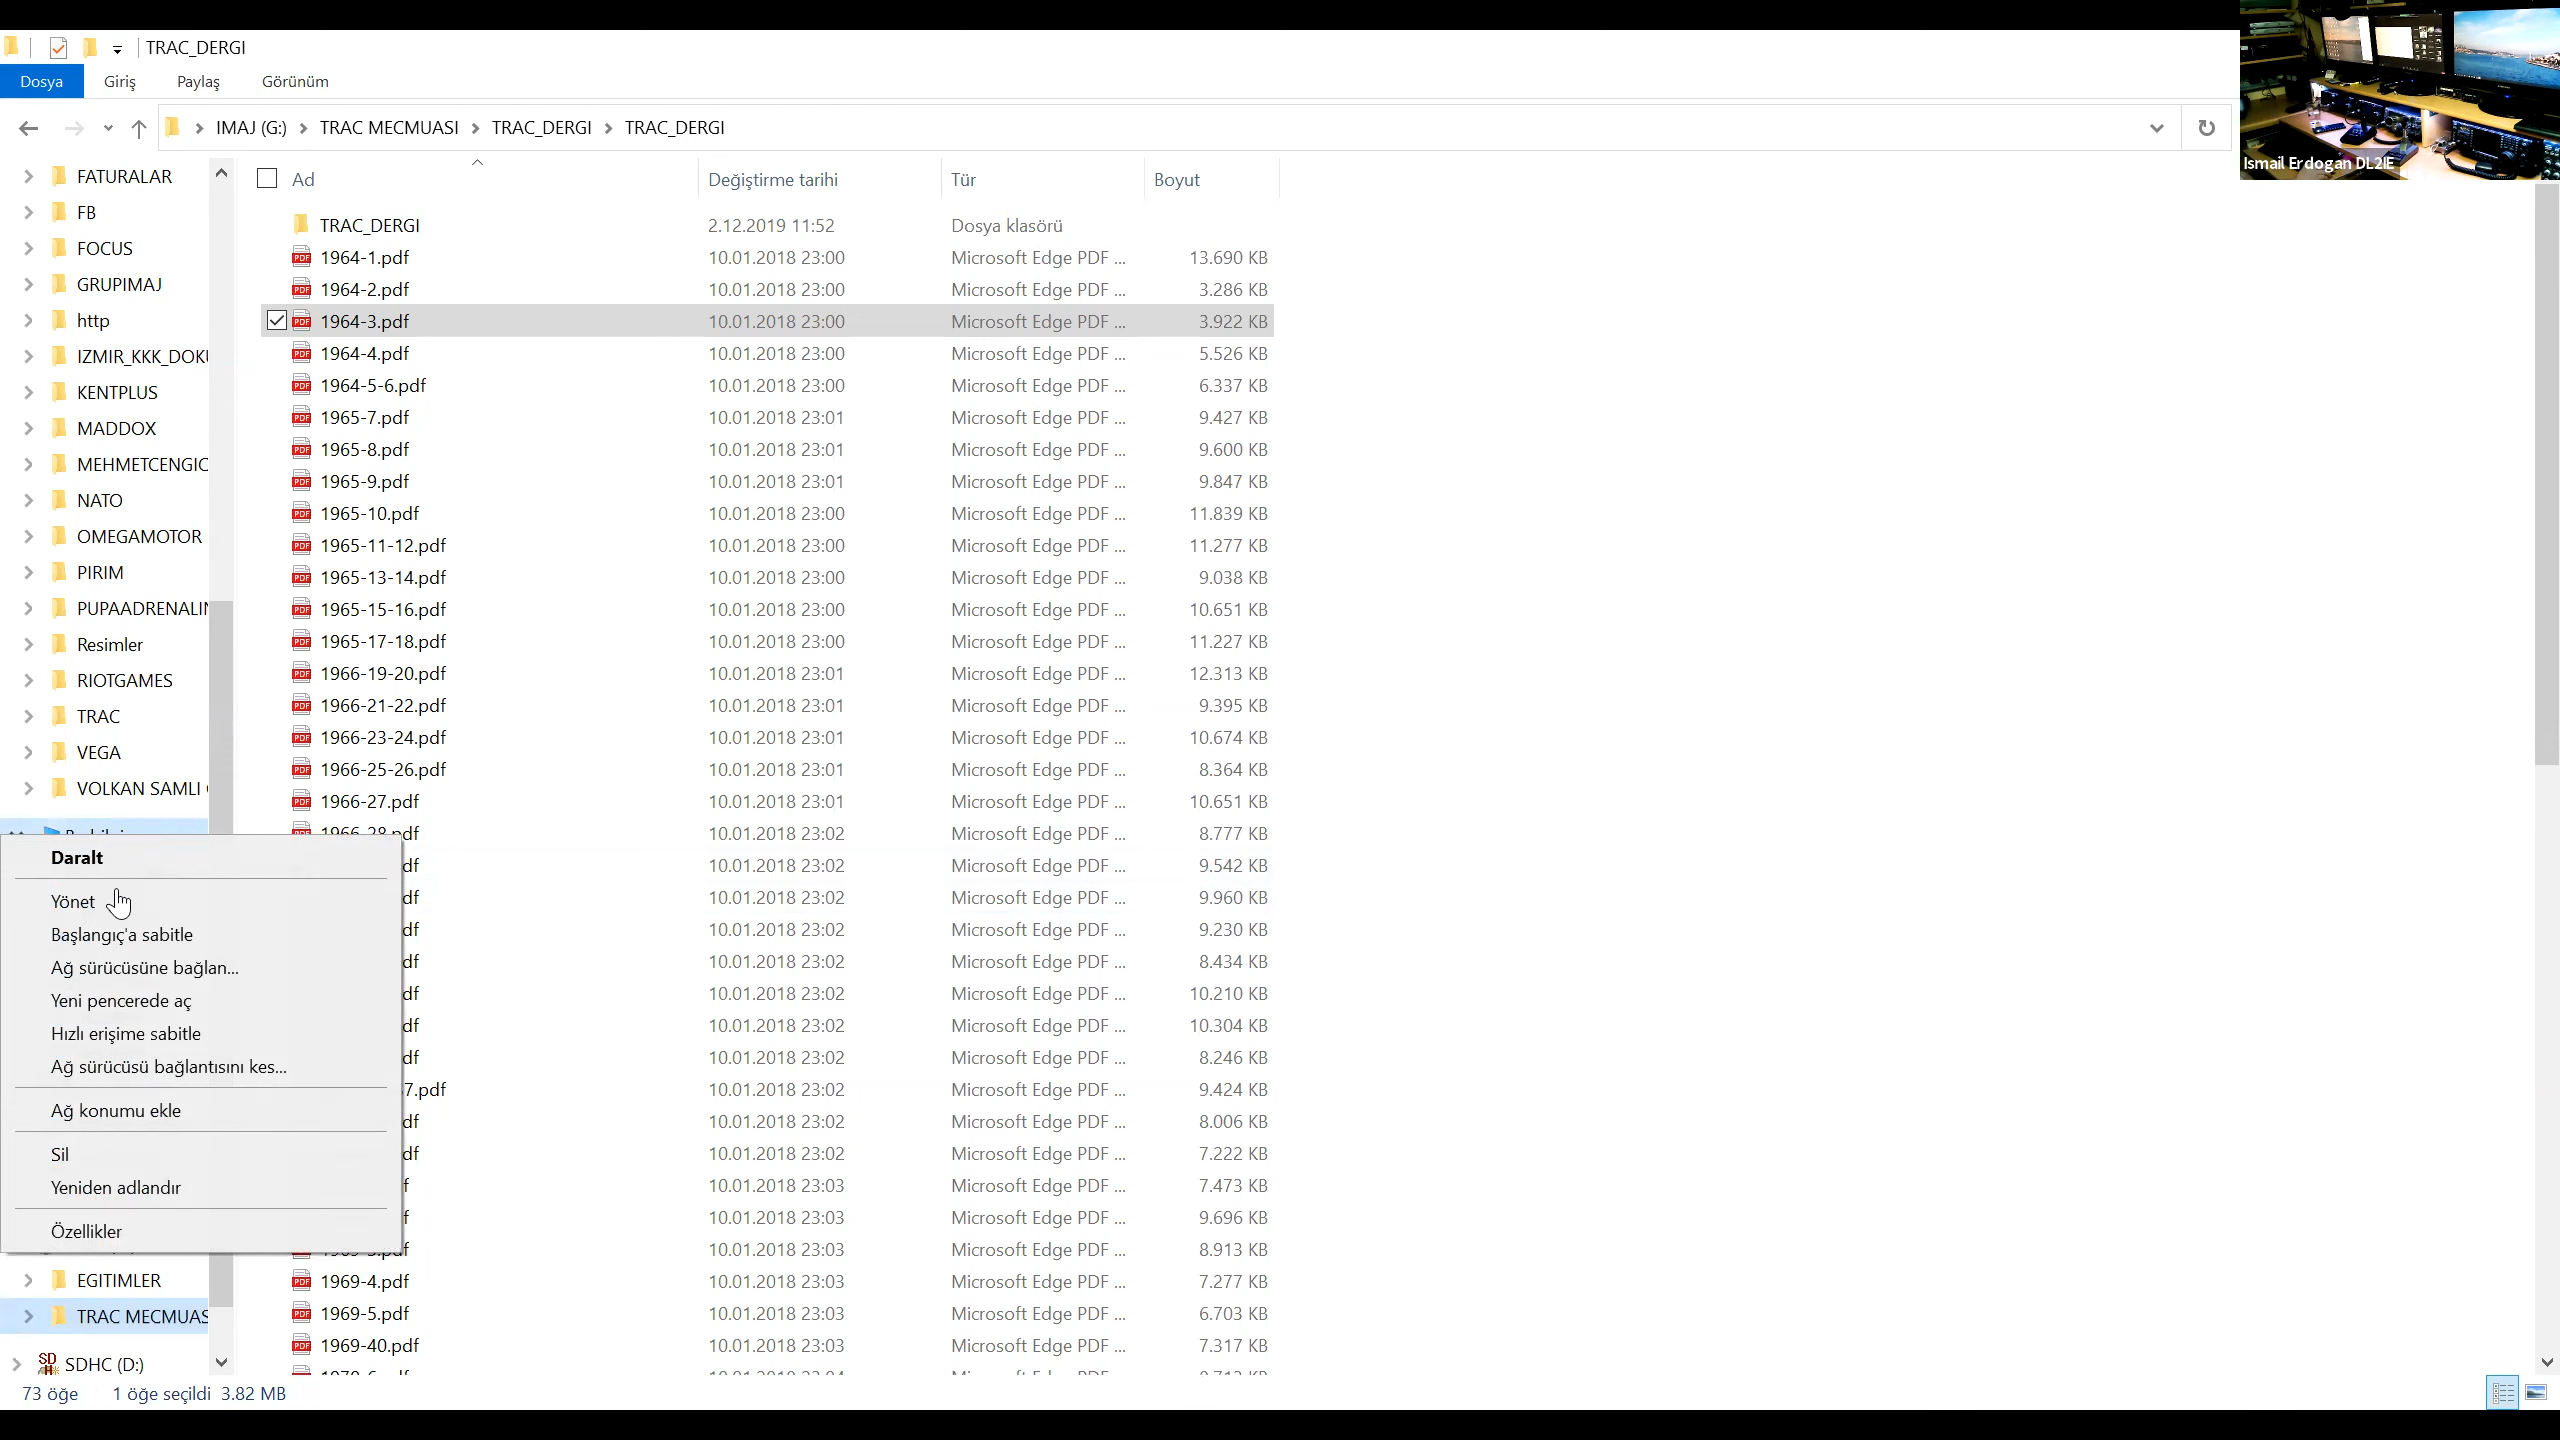 TRAC_DERGI
Dosya Giriş Paylaş Görünüm
IMAJ (G:) TRAC MECMUASI TRAC_DERGI TRAC_DERGI
Ismail Erdogan DL2IE
FATURALAR
FB
FOCUS
GRUPIMAJ
http
IZMIR_KKK_DOKU
KENTPLUS
MADDOX
MEHMETCENGIC
NATO
OMEGAMOTOR
PIRIM
PUPAADRENALIN
Resimler
RIOTGAMES
TRAC
VEGA
VOLKAN SAMLI
Daralt
Yönet
Başlangıç'a sabitle
Ağ sürücüsüne bağlan...
Yeni pencerede aç
Hızlı erişime sabitle
Ağ sürücüsü bağlantısını kes...
Ağ konumu ekle
Sil
Yeniden adlandır
Özellikler
EGITIMLER
TRAC MECMUAS
SDHC (D:)
Ad Değiştirme tarihi Tür Boyut
TRAC_DERGI 2.12.2019 11:52 Dosya klasörü
1964-1.pdf 10.01.2018 23:00 Microsoft Edge PDF ... 13.690 KB
1964-2.pdf 10.01.2018 23:00 Microsoft Edge PDF ... 3.286 KB
1964-3.pdf 10.01.2018 23:00 Microsoft Edge PDF ... 3.922 KB
1964-4.pdf 10.01.2018 23:00 Microsoft Edge PDF ... 5.526 KB
1964-5-6.pdf 10.01.2018 23:00 Microsoft Edge PDF ... 6.337 KB
1965-7.pdf 10.01.2018 23:01 Microsoft Edge PDF ... 9.427 KB
1965-8.pdf 10.01.2018 23:01 Microsoft Edge PDF ... 9.600 KB
1965-9.pdf 10.01.2018 23:01 Microsoft Edge PDF ... 9.847 KB
1965-10.pdf 10.01.2018 23:00 Microsoft Edge PDF ... 11.839 KB
1965-11-12.pdf 10.01.2018 23:00 Microsoft Edge PDF ... 11.277 KB
1965-13-14.pdf 10.01.2018 23:00 Microsoft Edge PDF ... 9.038 KB
1965-15-16.pdf 10.01.2018 23:00 Microsoft Edge PDF ... 10.651 KB
1965-17-18.pdf 10.01.2018 23:00 Microsoft Edge PDF ... 11.227 KB
1966-19-20.pdf 10.01.2018 23:01 Microsoft Edge PDF ... 12.313 KB
1966-21-22.pdf 10.01.2018 23:01 Microsoft Edge PDF ... 9.395 KB
1966-23-24.pdf 10.01.2018 23:01 Microsoft Edge PDF ... 10.674 KB
1966-25-26.pdf 10.01.2018 23:01 Microsoft Edge PDF ... 8.364 KB
1966-27.pdf 10.01.2018 23:01 Microsoft Edge PDF ... 10.651 KB
1966-28.pdf 10.01.2018 23:02 Microsoft Edge PDF ... 8.777 KB
df 10.01.2018 23:02 Microsoft Edge PDF ... 9.542 KB
df 10.01.2018 23:02 Microsoft Edge PDF ... 9.960 KB
df 10.01.2018 23:02 Microsoft Edge PDF ... 9.230 KB
df 10.01.2018 23:02 Microsoft Edge PDF ... 8.434 KB
df 10.01.2018 23:02 Microsoft Edge PDF ... 10.210 KB
df 10.01.2018 23:02 Microsoft Edge PDF ... 10.304 KB
df 10.01.2018 23:02 Microsoft Edge PDF ... 8.246 KB
7.pdf 10.01.2018 23:02 Microsoft Edge PDF ... 9.424 KB
df 10.01.2018 23:02 Microsoft Edge PDF ... 8.006 KB
df 10.01.2018 23:02 Microsoft Edge PDF ... 7.222 KB
f 10.01.2018 23:03 Microsoft Edge PDF ... 7.473 KB
f 10.01.2018 23:03 Microsoft Edge PDF ... 9.696 KB
1969-3.pdf 10.01.2018 23:03 Microsoft Edge PDF ... 8.913 KB
1969-4.pdf 10.01.2018 23:03 Microsoft Edge PDF ... 7.277 KB
1969-5.pdf 10.01.2018 23:03 Microsoft Edge PDF ... 6.703 KB
1969-40.pdf 10.01.2018 23:03 Microsoft Edge PDF ... 7.317 KB
73 öğe 1 öğe seçildi 3.82 MB